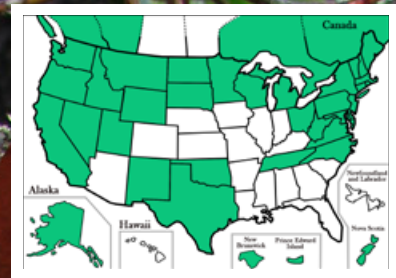 Canada
Newfoundland
and Labrador
Alaska
Hawaii
Nova Scotia
New
Brunswick
Prince Edward
Island